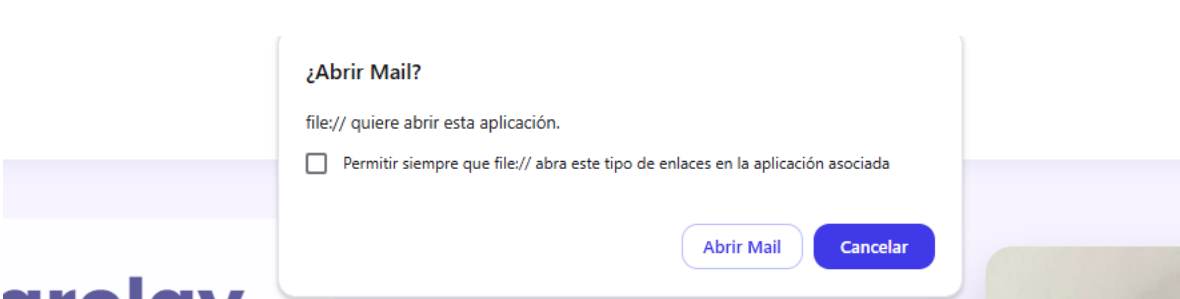 ¿Abrir Mail?
file:// quiere abrir esta aplicación.
Permitir siempre que file:// abra este tipo de enlaces en la aplicación asociada
Abrir Mail
Cancelar